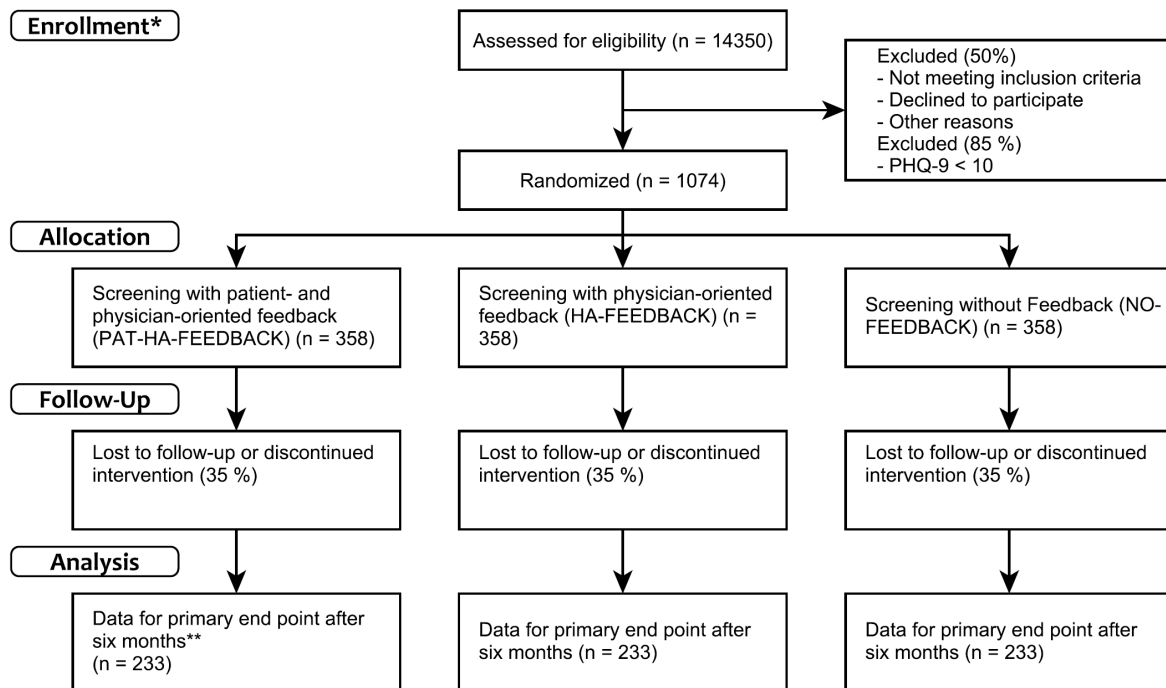 Enrollment*
Assessed for eligibility (n = 14350)
Excluded (50%)
- Not meeting inclusion criteria
- Declined to participate
- Other reasons
Excluded (85 %)
- PHQ-9 < 10
Randomized (n = 1074)
Allocation
Screening with patient- and
physician-oriented feedback
(PAT-HA-FEEDBACK) (n = 358)
Screening with physician-oriented
feedback (HA-FEEDBACK) (n =
358)
Screening without Feedback (NO-
FEEDBACK) (n = 358)
Follow-Up
Lost to follow-up or discontinued
intervention (35 %)
Lost to follow-up or discontinued
intervention (35 %)
Lost to follow-up or discontinued
intervention (35 %)
Analysis
Data for primary end point after
six months**
(n = 233)
Data for primary end point after
six months (n = 233)
Data for primary end point after
six months (n = 233)